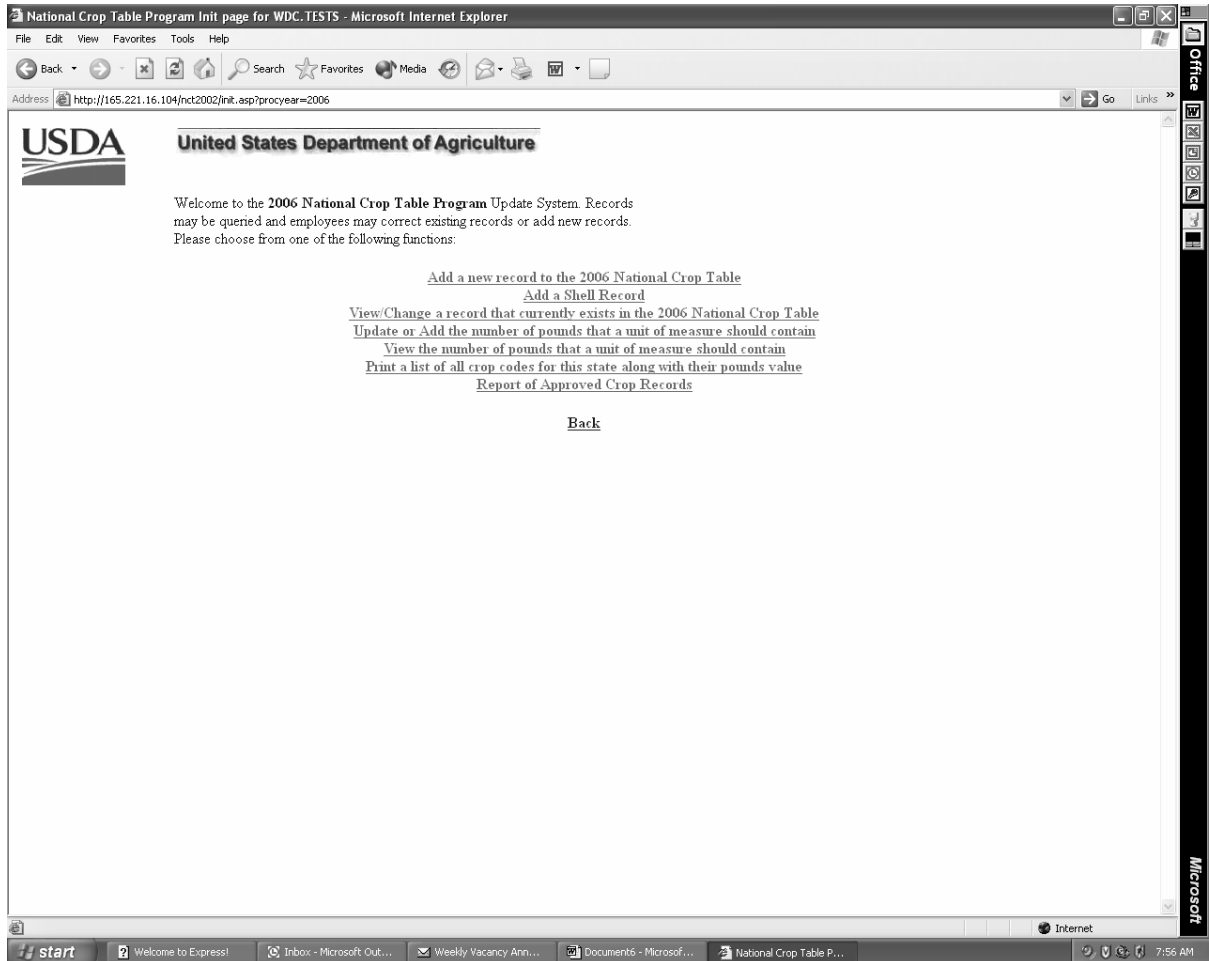 National Crop Table Program Init page for WDC.TESTS - Microsoft Internet Explorer
File Edit View Favorites Tools Help
Back Search Favorites Media
Address http://165.221.16.104/nct2002/init.asp?procyear=2006 Go Links »
Office
USDA United States Department of Agriculture
Welcome to the 2006 National Crop Table Program Update System. Records
may be queried and employees may correct existing records or add new records.
Please choose from one of the following functions:
Add a new record to the 2006 National Crop Table
Add a Shell Record
View/Change a record that currently exists in the 2006 National Crop Table
Update or Add the number of pounds that a unit of measure should contain
View the number of pounds that a unit of measure should contain
Print a list of all crop codes for this state along with their pounds value
Report of Approved Crop Records
Back
Microsoft
Internet
start Welcome to Express! Inbox - Microsoft Out... Weekly Vacancy Ann... Document6 - Microsof... National Crop Table P... 7:56 AM